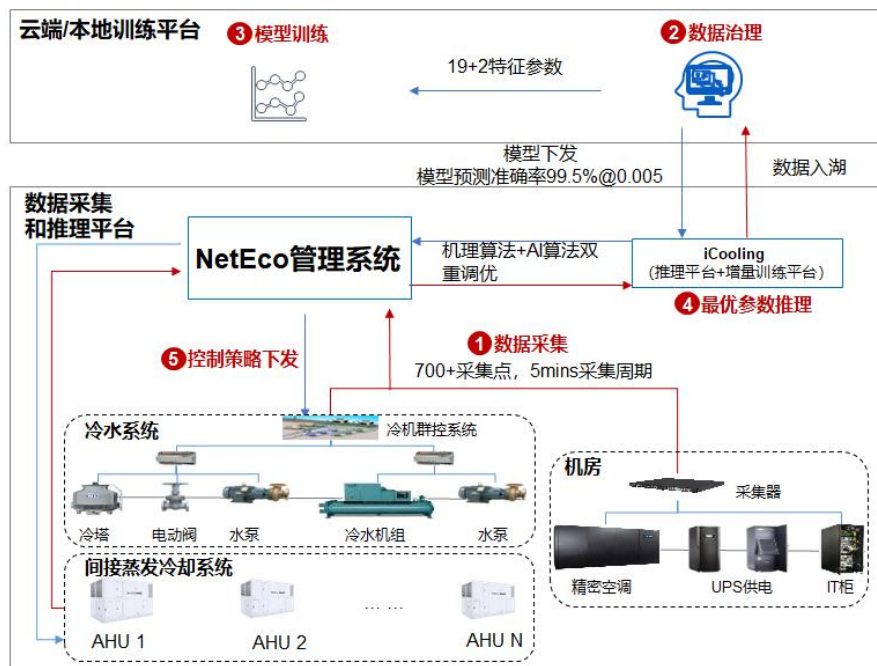 云端/本地训练平台
3 模型训练
2 数据治理
19+2特征参数
模型下发
模型预测准确率99.5%@0.005
数据入湖
数据采集
和推理平台
NetEco管理系统
机理算法+AI算法双
重调优
iCooling
（推理平台+增量训练平台）
4 最优参数推理
5 控制策略下发
1 数据采集
700+采集点，5mins采集周期
冷水系统
冷机群控系统
冷塔
电动阀
水泵
冷水机组
水泵
机房
采集器
精密空调
UPS供电
IT柜
间接蒸发冷却系统
AHU 1
AHU 2
... ...
AHU N